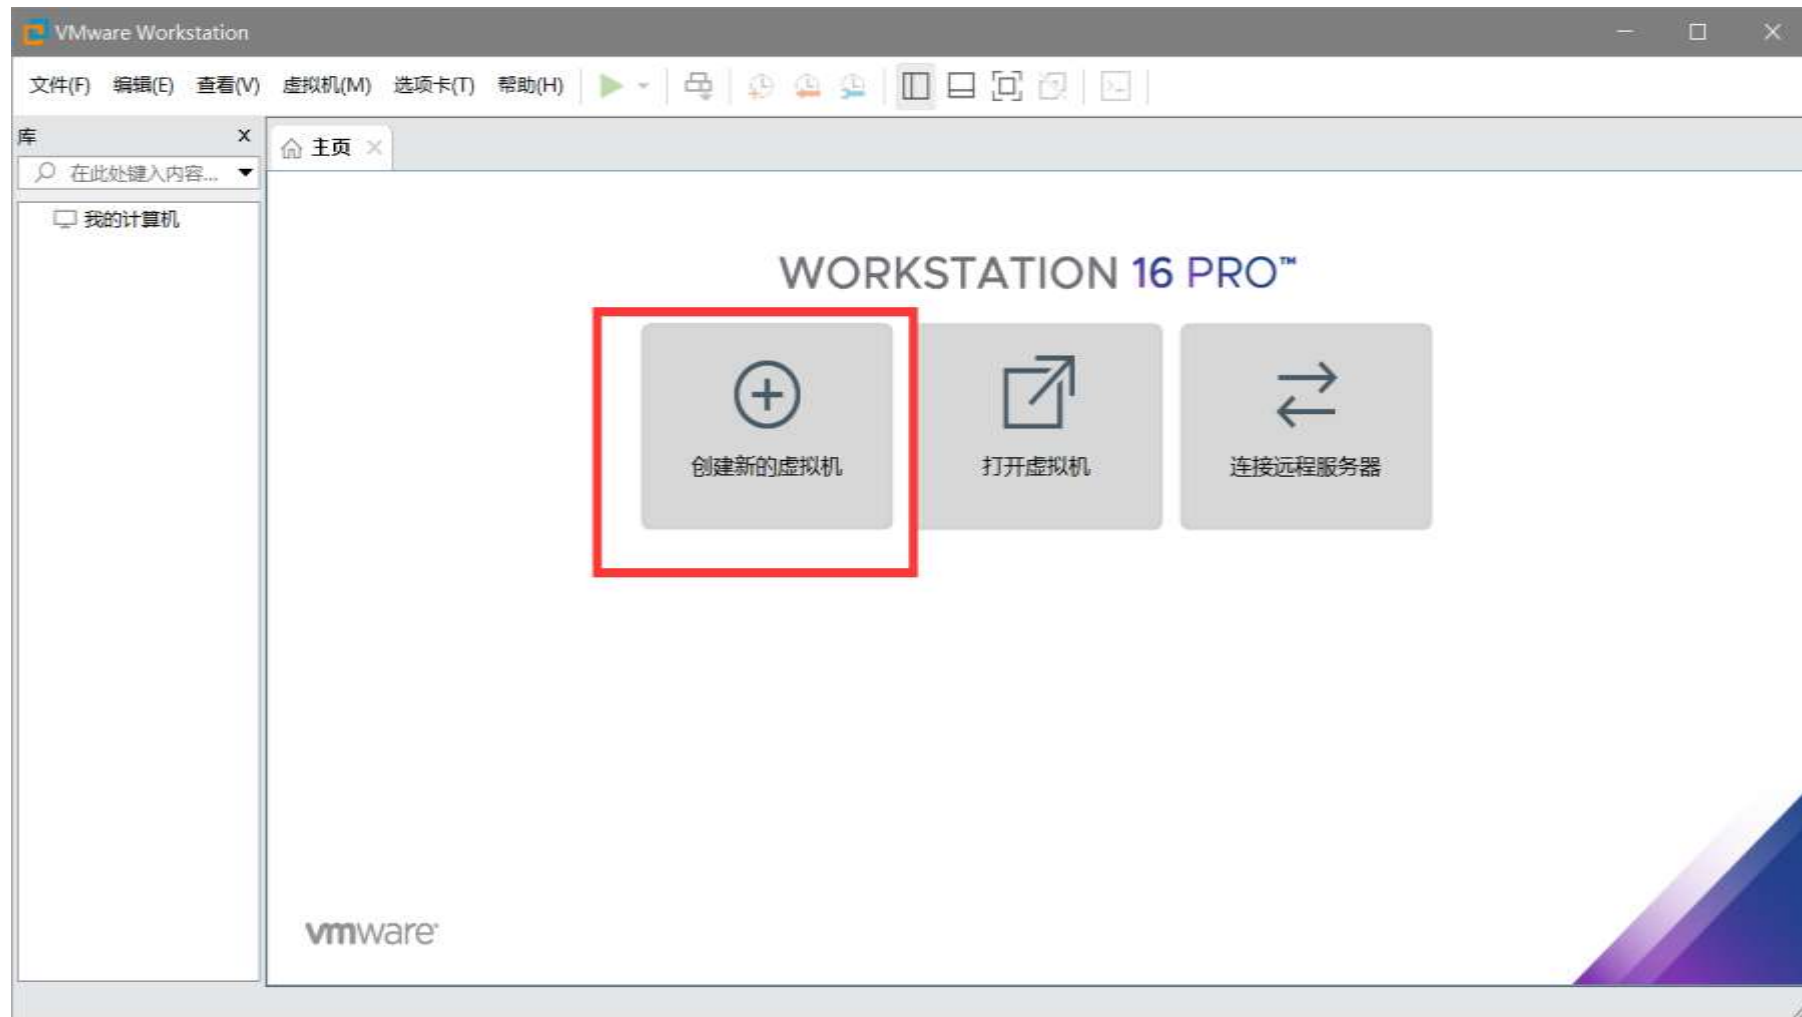 VMware Workstation
文件(F) 编辑(E) 查看(V) 虚拟机(M) 选项卡(T) 帮助(H)
库
在此处键入内容...
我的计算机
主页
WORKSTATION 16 PRO™
创建新的虚拟机
打开虚拟机
连接远程服务器
vmware